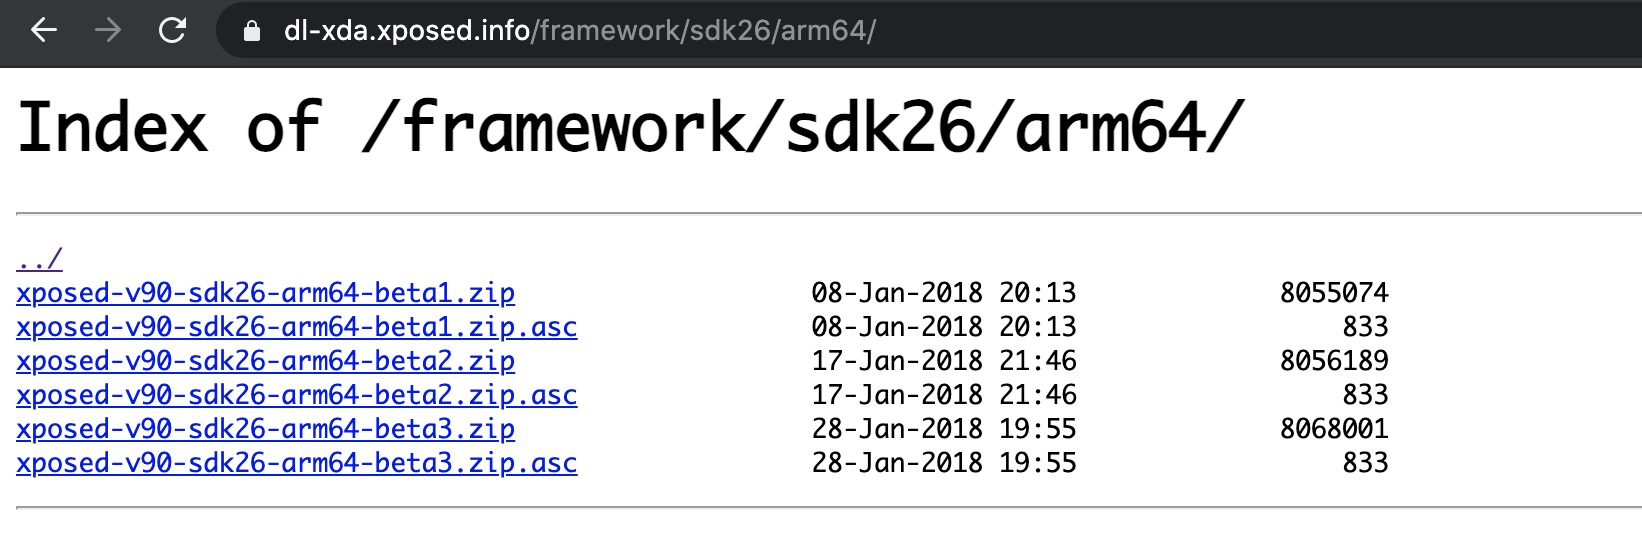 dl-xda.xposed.info/framework/sdk26/arm64/
Index of /framework/sdk26/arm64/
../
xposed-v90-sdk26-arm64-beta1.zip 08-Jan-2018 20:13 8055074
xposed-v90-sdk26-arm64-beta1.zip.asc 08-Jan-2018 20:13 833
xposed-v90-sdk26-arm64-beta2.zip 17-Jan-2018 21:46 8056189
xposed-v90-sdk26-arm64-beta2.zip.asc 17-Jan-2018 21:46 833
xposed-v90-sdk26-arm64-beta3.zip 28-Jan-2018 19:55 8068001
xposed-v90-sdk26-arm64-beta3.zip.asc 28-Jan-2018 19:55 833